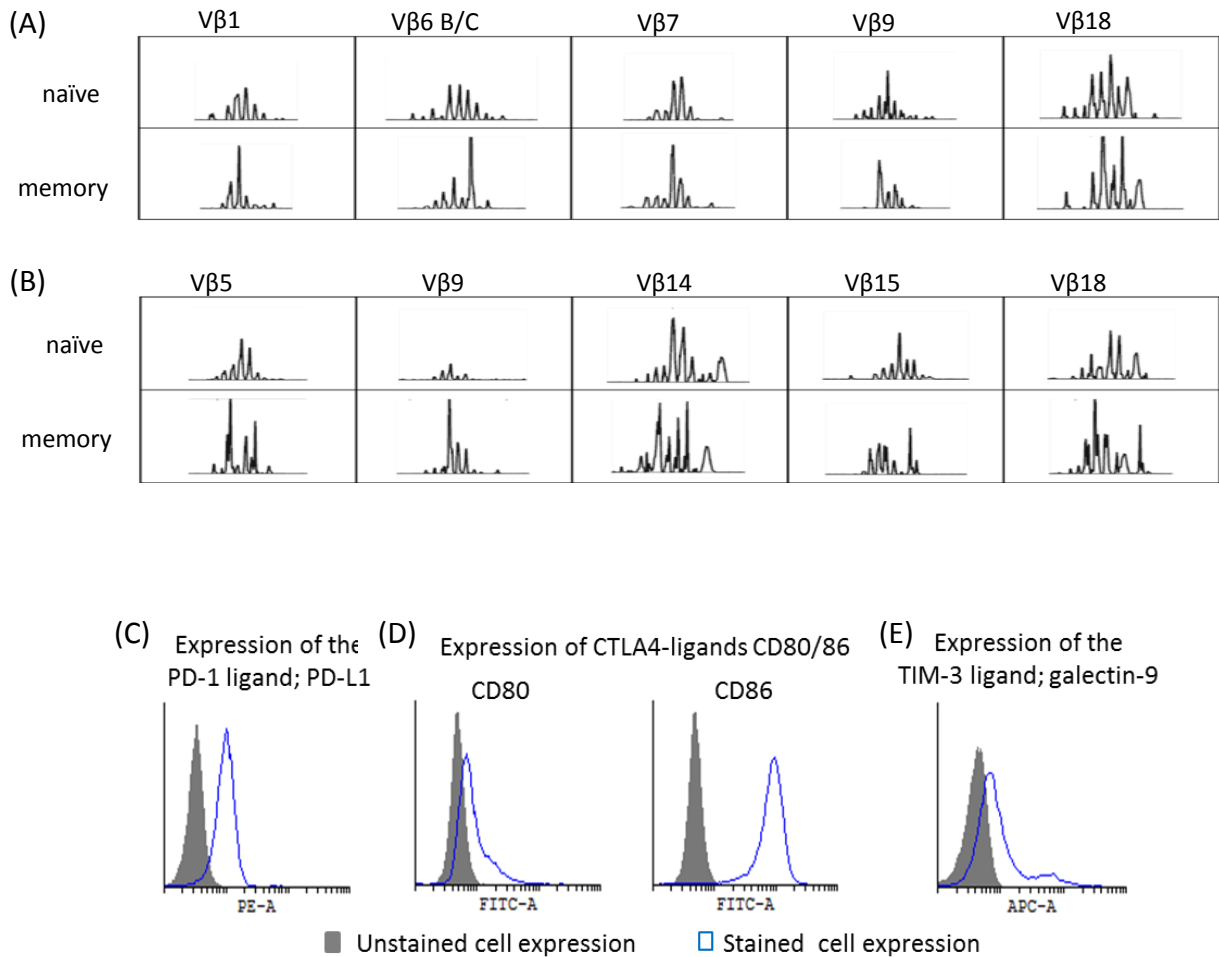 (A)
Vβ1 Vβ6 B/C Vβ7 Vβ9 Vβ18
naïve
memory
(B)
Vβ5 Vβ9 Vβ14 Vβ15 Vβ18
naïve
memory
(C) Expression of the
PD-1 ligand; PD-L1
(D) Expression of CTLA4-ligands CD80/86
CD80 CD86
(E) Expression of the
TIM-3 ligand; galectin-9
PE-A FITC-A FITC-A APC-A
Unstained cell expression Stained cell expression